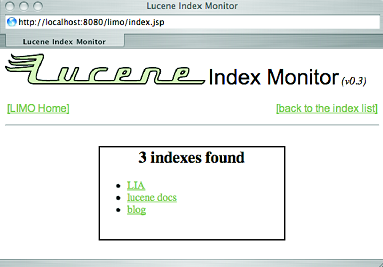 Lucene Index Monitor
http://localhost:8080/limo/index.jsp
Lucene Index Monitor
Lucene Index Monitor (v0.3)
[LIMO Home] [back to the index list]
3 indexes found
• LIA
• lucene docs
• blog